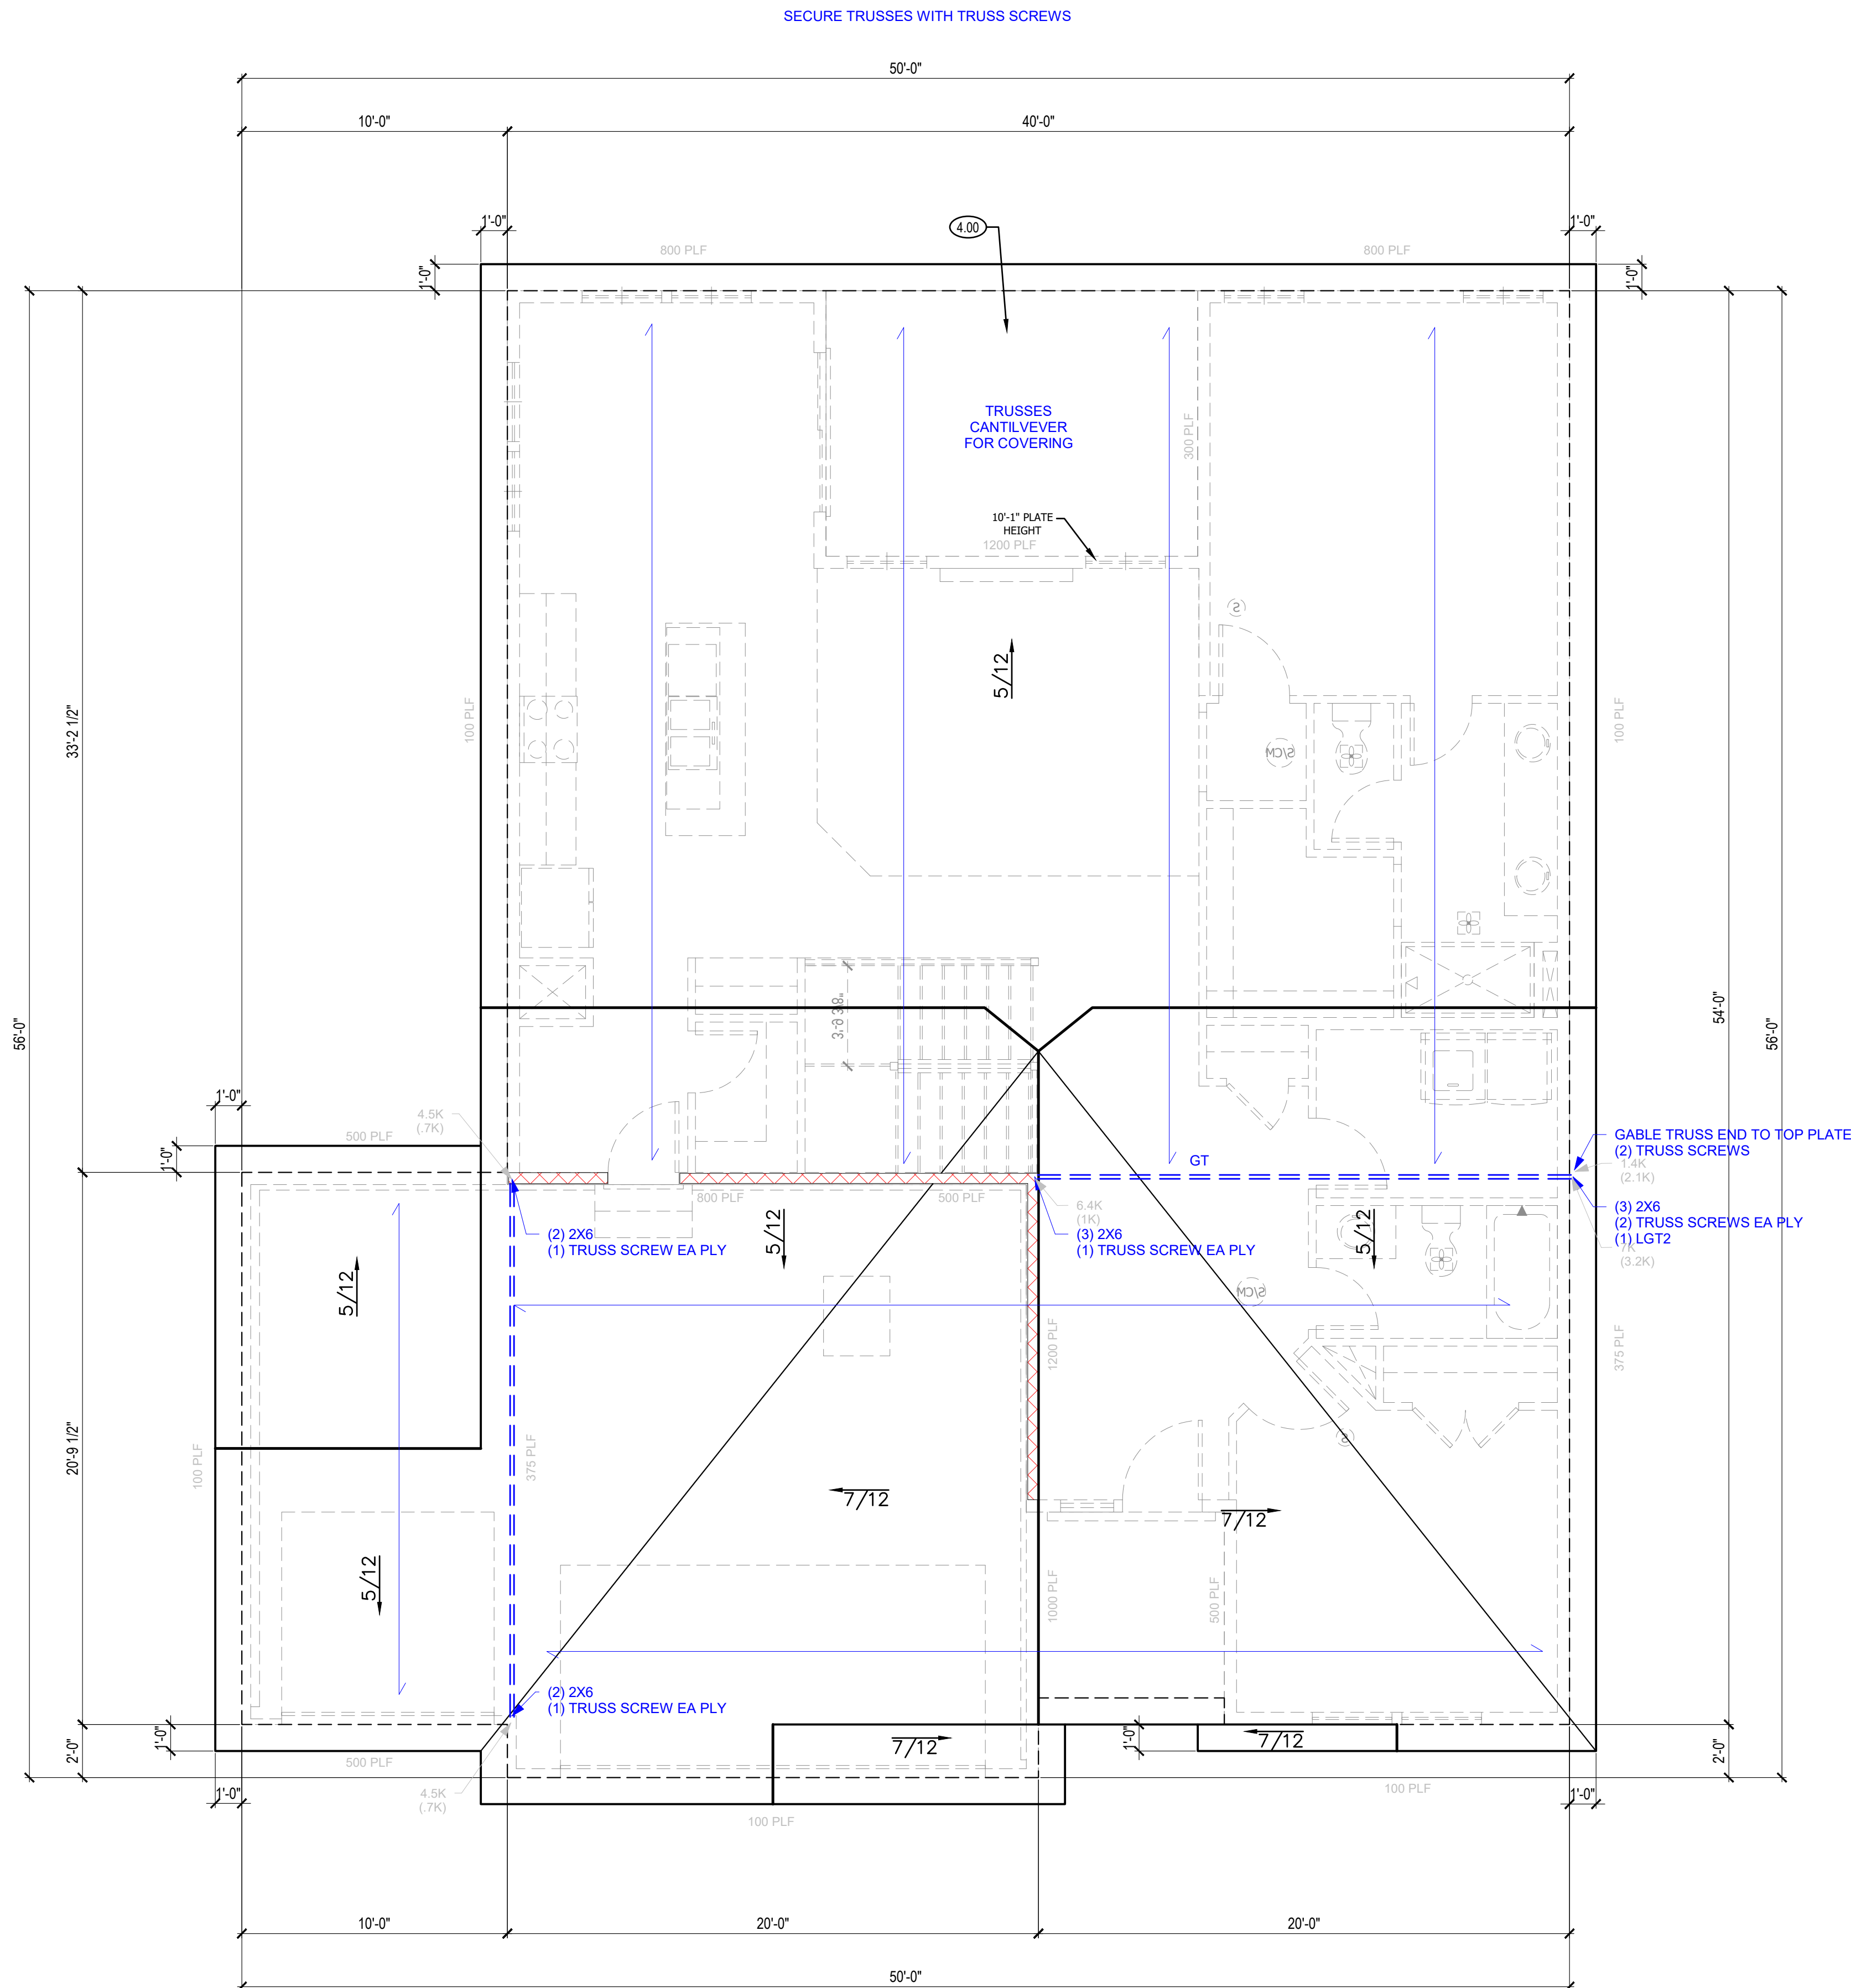 SECURE TRUSSES WITH TRUSS SCREWS
50'-0"
10'-0"
40'-0"
1'-0"
4.00
1'-0"
800 PLF
800 PLF
1'-0"
1'-0"
TRUSSES
CANTILVEVER
FOR COVERING
300 PLF
10'-1" PLATE
HEIGHT
1200 PLF
S
5/12
100 PLF
100 PLF
33'-2 1/2"
S/CM
56'-0"
54'-0"
56'-0"
1'-0"
4.5K
(.7K)
500 PLF
1'-0"
GT
GABLE TRUSS END TO TOP PLATE
(2) TRUSS SCREWS
1.4K
(2.1K)
800 PLF
500 PLF
6.4K
(1K)
(3) 2X6
(2) TRUSS SCREWS EA PLY
(1) LGT2
7K
(3.2K)
(2) 2X6
(1) TRUSS SCREW EA PLY
5/12
(3) 2X6
(1) TRUSS SCREW EA PLY
5/12
5/12
S/CM
1200 PLF
375 PLF
20'-9 1/2"
100 PLF
375 PLF
S
7/12
7/12
5/12
1000 PLF
500 PLF
(2) 2X6
(1) TRUSS SCREW EA PLY
2'-0"
1'-0"
7/12
1'-0"
7/12
2'-0"
500 PLF
1'-0"
4.5K
(.7K)
100 PLF
1'-0"
100 PLF
10'-0"
20'-0"
20'-0"
50'-0"